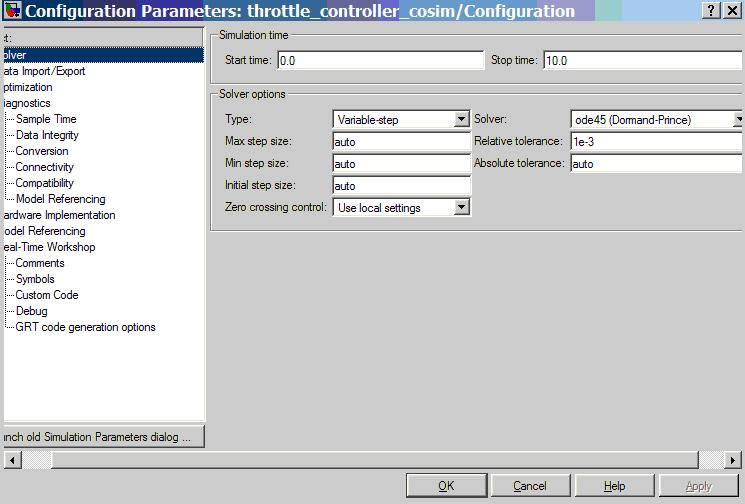 Configuration Parameters: throttle_controller_cosim/Configuration
ct:
olver
ata Import/Export
ptimization
iagnostics
Sample Time
Data Integrity
Conversion
Connectivity
Compatibility
Model Referencing
ardware Implementation
odel Referencing
eal-Time Workshop
Comments
Symbols
Custom Code
Debug
GRT code generation options
nch old Simulation Parameters dialog ...
Simulation time
Start time: 0.0 Stop time: 10.0
Solver options
Type: Variable-step Solver: ode45 (Dormand-Prince)
Max step size: auto Relative tolerance: 1e-3
Min step size: auto Absolute tolerance: auto
Initial step size: auto
Zero crossing control: Use local settings
OK Cancel Help Apply